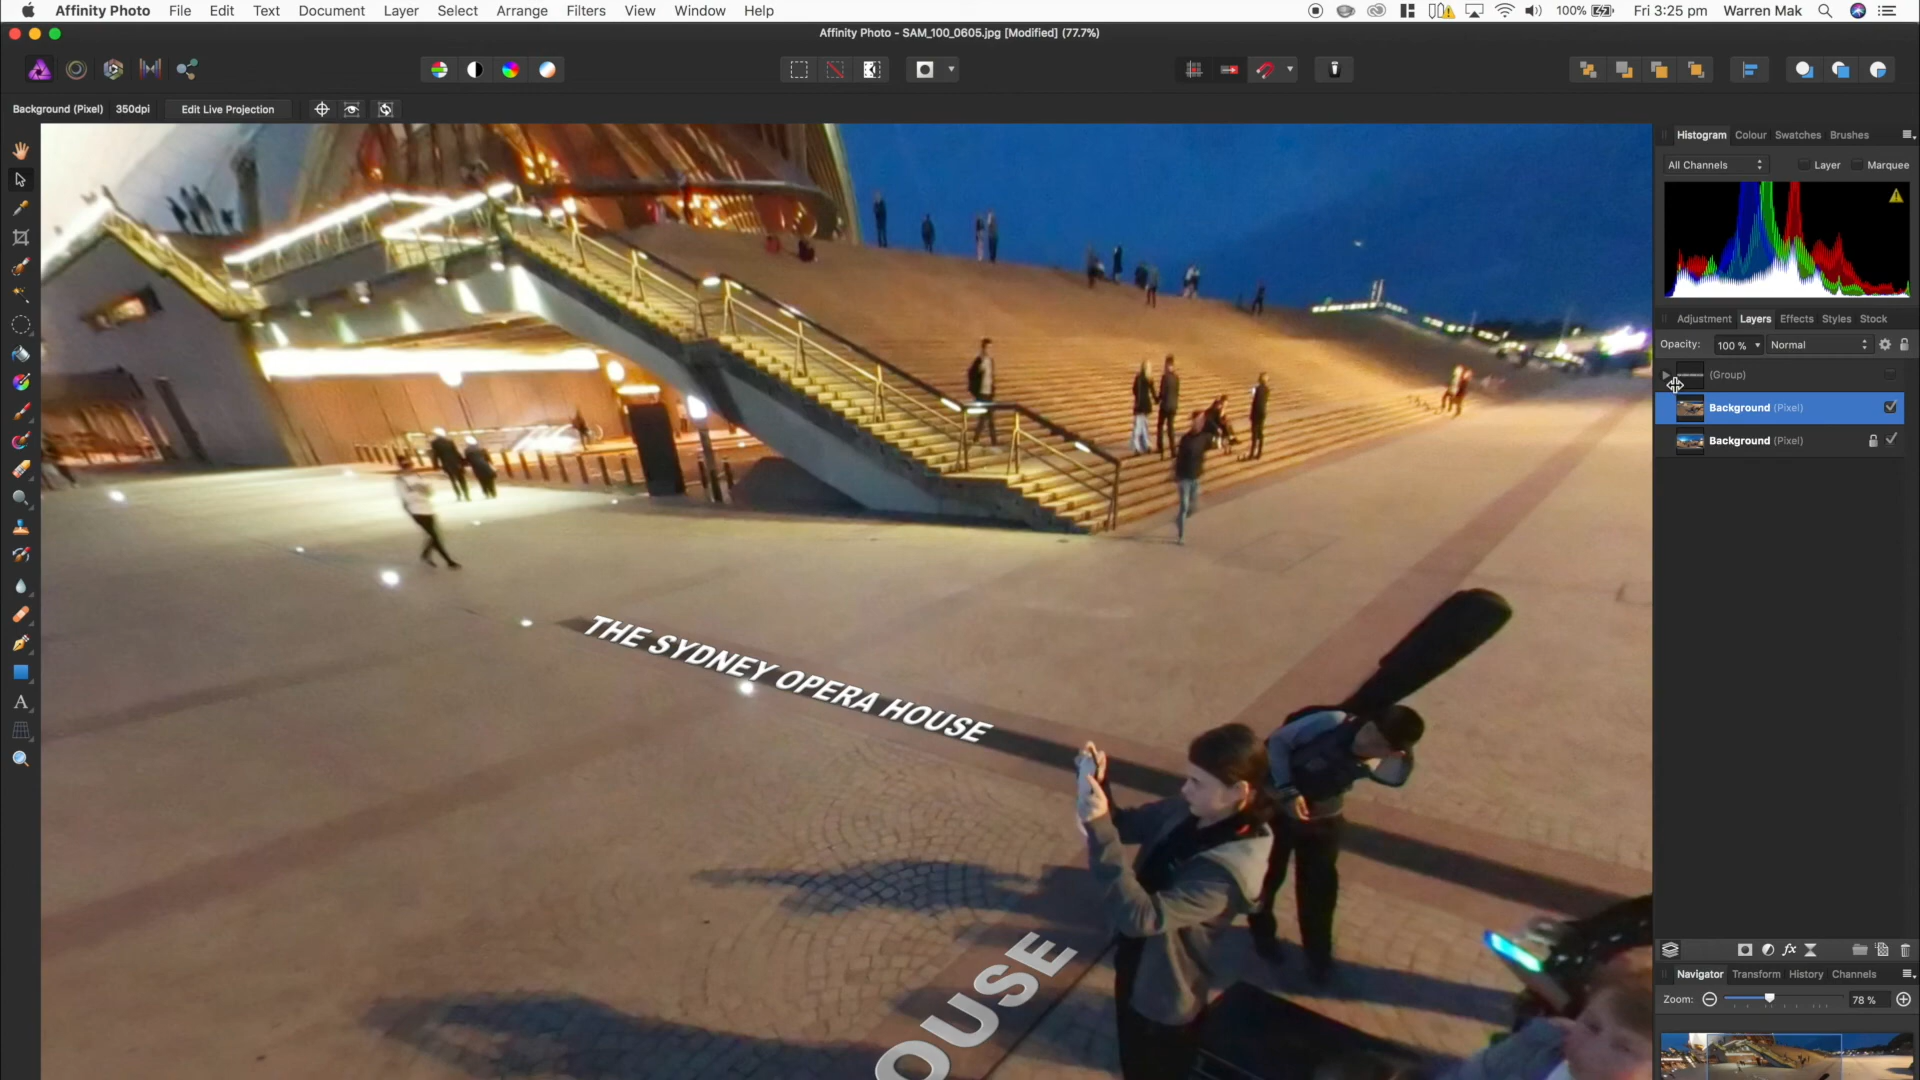 Affinity Photo File Edit Text Document Layer Select Arrange Filters View Window Help 100% Fri 3:25 pm Warren Mak
Affinity Photo - SAM_100_0605.jpg [Modified] (77.7%)
Background (Pixel) 350dpi Edit Live Projection
Histogram Colour Swatches Brushes
All Channels Layer Marquee
Adjustment Layers Effects Styles Stock
Opacity: 100 % Normal
(Group)
Background (Pixel)
Background (Pixel)
THE SYDNEY OPERA HOUSE
OUSE
Navigator Transform History Channels
Zoom: 78 %